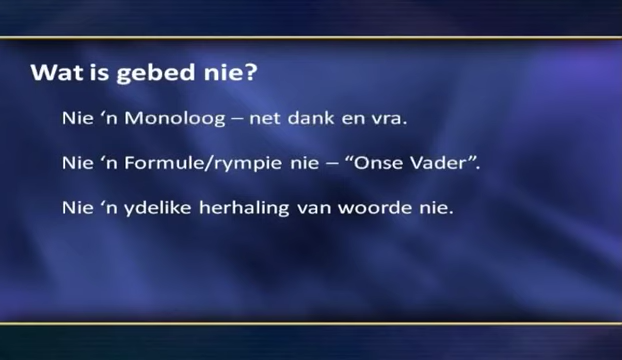 Wat is gebed nie?
Nie ‘n Monoloog – net dank en vra.
Nie ‘n Formule/rympie nie – “Onse Vader”.
Nie ‘n ydelike herhaling van woorde nie.